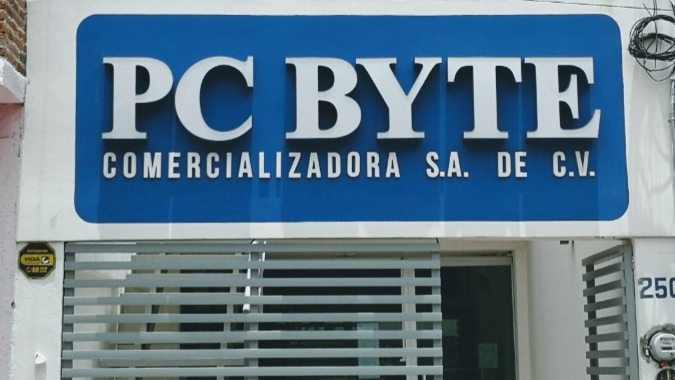 PC BYTE
COMERCIALIZADORA S.A. DE C.V.
250